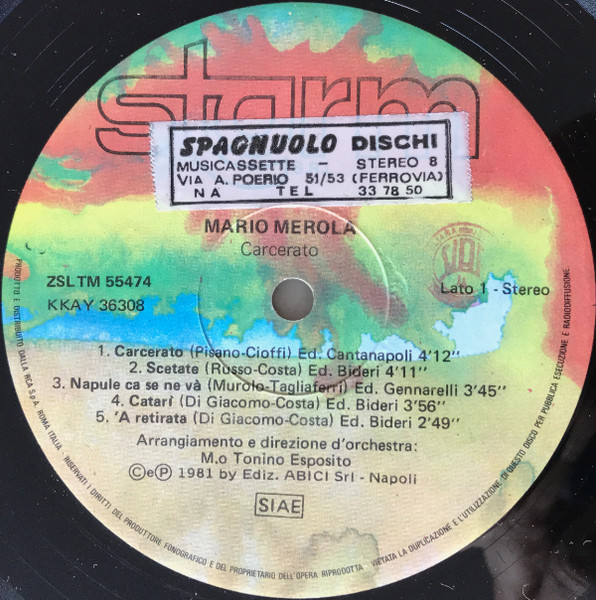 storm
SPAGNUOLO DISCHI
MUSICASSETTE – STEREO 8
VIA A. POERIO 51/53 (FERROVIA)
NA TEL 33 78 50
MARIO MEROLA
Carcerato
ZSLTM 55474
KKAY 36308
Lato 1 - Stereo
1. Carcerato (Pisano-Cioffi) Ed. Cantanapoli 4'12''
2. Scetate (Russo-Costa) Ed. Bideri 4'11''
3. Napule ca se ne và (Murolo-Tagliaferri) Ed. Gennarelli 3'45''
4. Catarì (Di Giacomo-Costa) Ed. Bideri 3'56''
5. 'A retirata (Di Giacomo-Costa) Ed. Bideri 2'49''
Arrangiamento e direzione d'orchestra:
M.o Tonino Esposito
©e℗ 1981 by Ediz. ABICI Srl - Napoli
SIAE
PRODOTTO E DISTRIBUITO DALLA RCA S.p.A. ROMA ITALIA - RISERVATI I DIRITTI DEL PRODUTTORE FONOGRAFICO E DEL PROPRIETARIO DELL'OPERA RIPRODOTTA - VIETATA LA DUPLICAZIONE E L'UTILIZZAZIONE DI QUESTO DISCO PER PUBBLICA ESECUZIONE E RADIODIFFUSIONE.